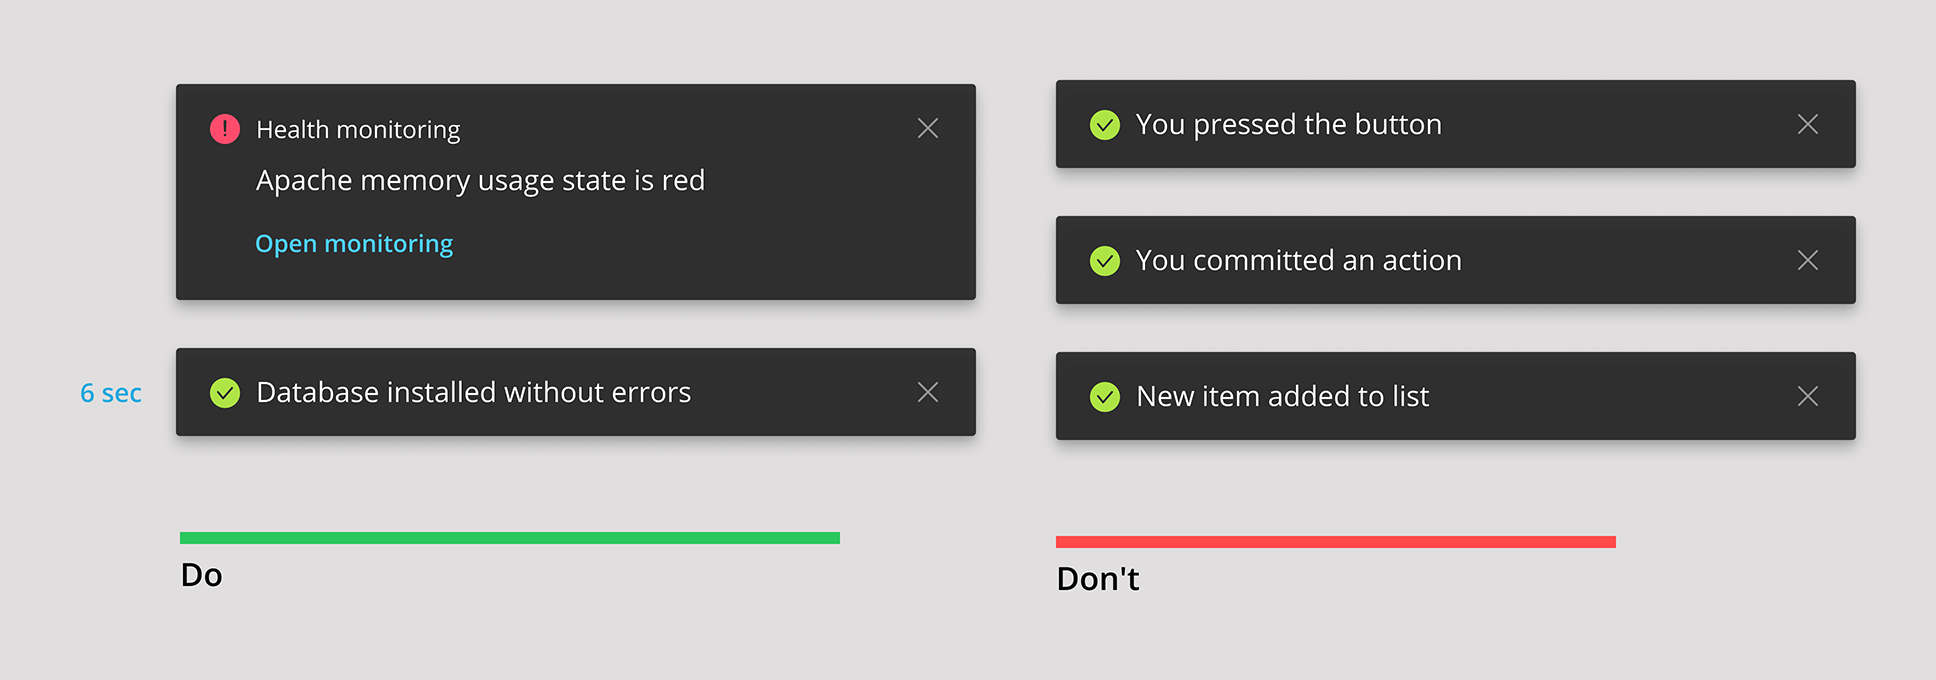 Health monitoring
Apache memory usage state is red
Open monitoring
6 sec
Database installed without errors
Do
You pressed the button
You committed an action
New item added to list
Don't